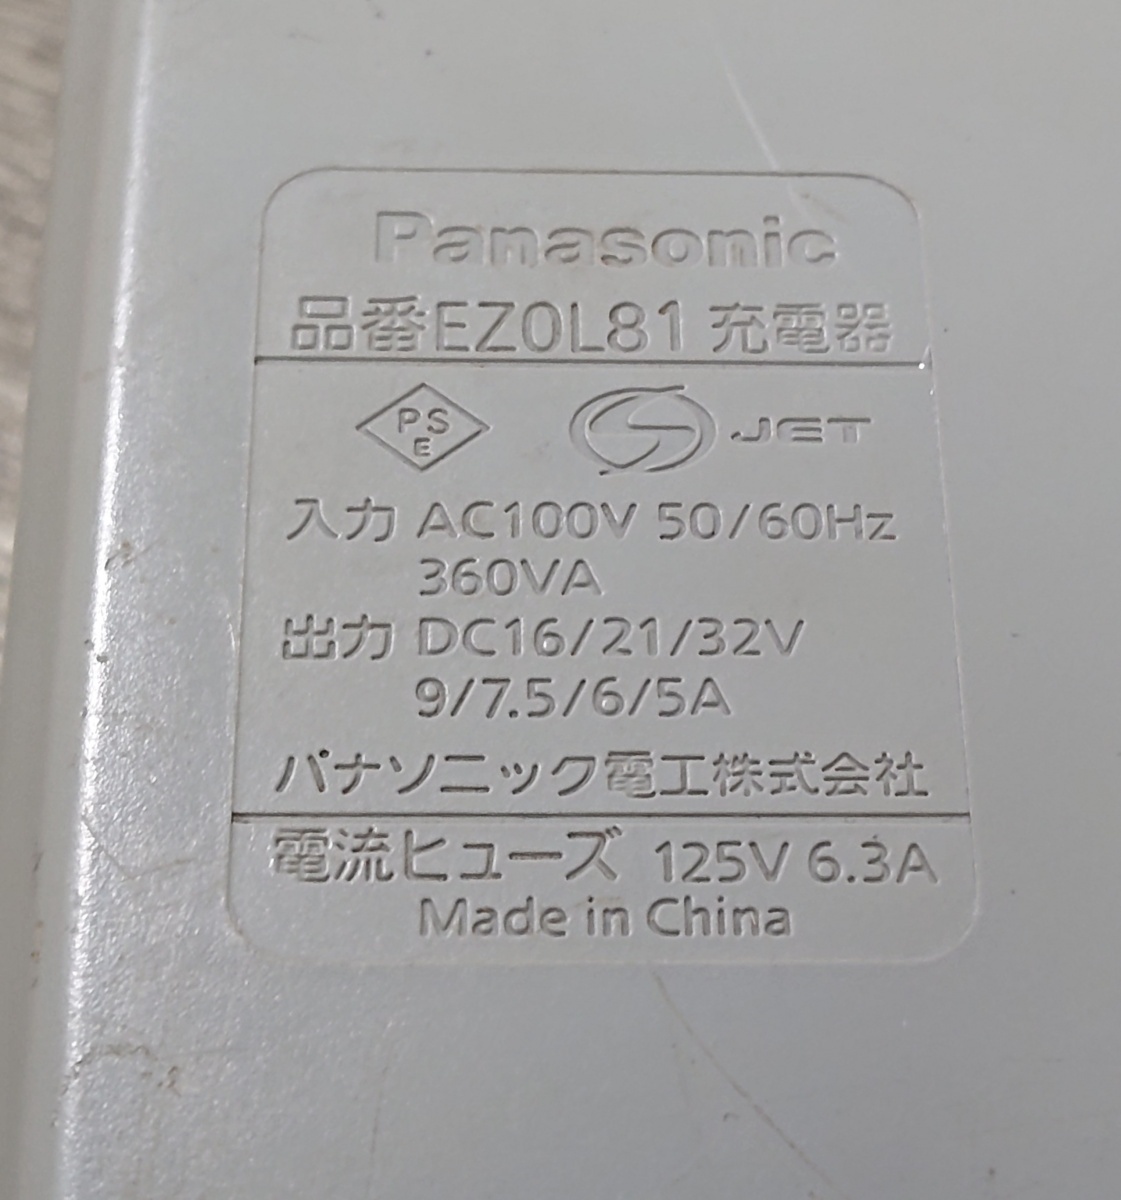 Panasonic
品番EZ0L81 充電器
PS
E
JET
入力 AC100V 50/60Hz
360VA
出力 DC16/21/32V
9/7.5/6/5A
パナソニック電工株式会社
電流ヒューズ 125V 6.3A
Made in China